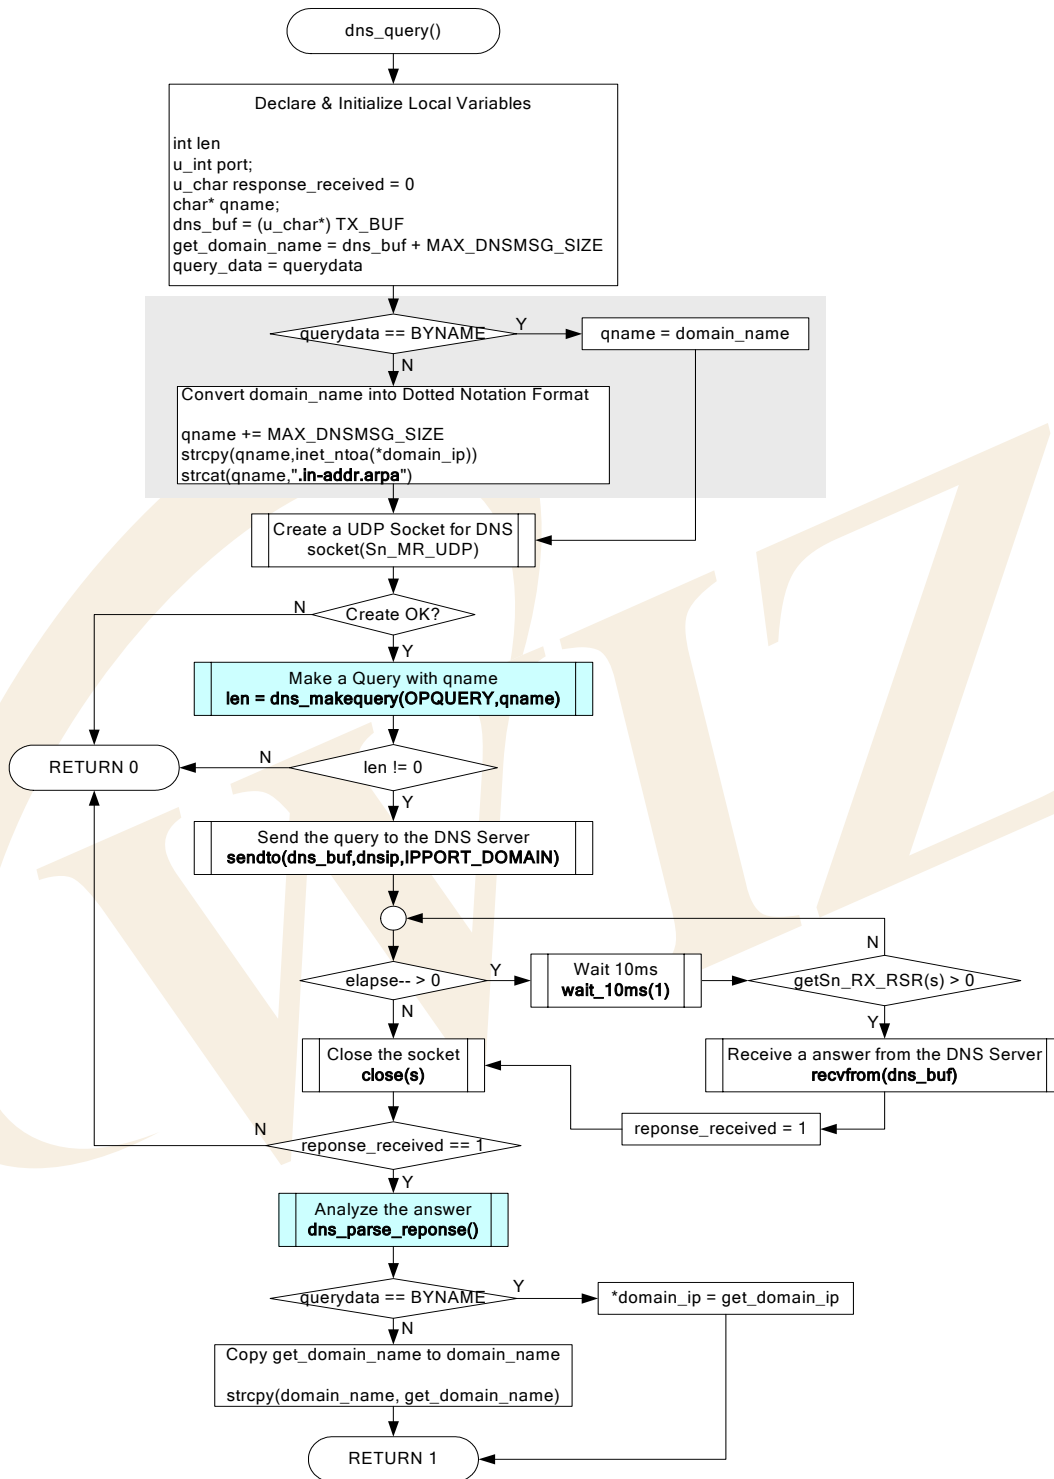 dns_query()
Declare & Initialize Local Variables
int len
u_int port;
u_char response_received = 0
char* qname;
dns_buf = (u_char*) TX_BUF
get_domain_name = dns_buf + MAX_DNSMSG_SIZE
query_data = querydata
querydata == BYNAME
Y
qname = domain_name
N
Convert domain_name into Dotted Notation Format
qname += MAX_DNSMSG_SIZE
strcpy(qname,inet_ntoa(*domain_ip))
strcat(qname,".in-addr.arpa")
Create a UDP Socket for DNS
socket(Sn_MR_UDP)
N
Create OK?
Y
Make a Query with qname
len = dns_makequery(OPQUERY,qname)
RETURN 0
N
len != 0
Y
Send the query to the DNS Server
sendto(dns_buf,dnsip,IPPORT_DOMAIN)
elapse-- > 0
Y
Wait 10ms
wait_10ms(1)
N
getSn_RX_RSR(s) > 0
N
Y
Close the socket
close(s)
Receive a answer from the DNS Server
recvfrom(dns_buf)
reponse_received = 1
N
reponse_received == 1
Y
Analyze the answer
dns_parse_reponse()
querydata == BYNAME
Y
*domain_ip = get_domain_ip
N
Copy get_domain_name to domain_name
strcpy(domain_name, get_domain_name)
RETURN 1
WIZ